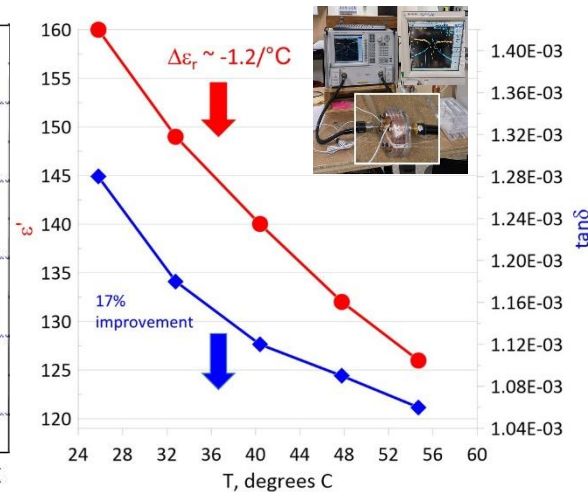 160
155
150
145
140
135
130
125
120
ε'
Δεr ~ -1.2/°C
17%
improvement
1.40E-03
1.36E-03
1.32E-03
1.28E-03
1.24E-03
1.20E-03
1.16E-03
1.12E-03
1.08E-03
1.04E-03
tanδ
24 28 32 36 40 44 48 52 56 60
T, degrees C